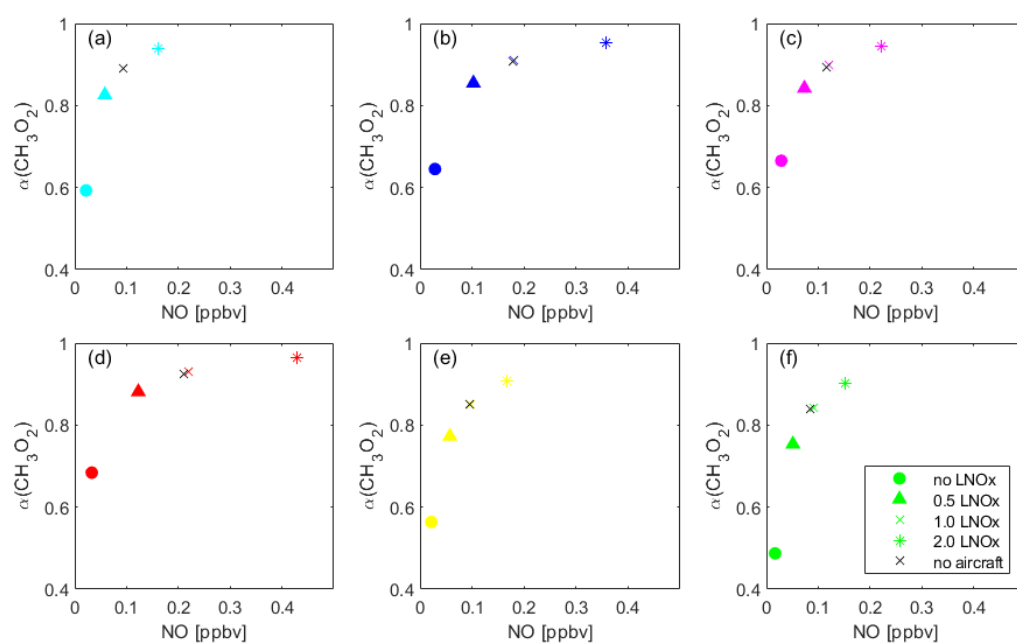 (a)
1
0.8
0.6
0.4
α(CH3O2)
0 0.1 0.2 0.3 0.4
NO [ppbv]
(b)
1
0.8
0.6
0.4
α(CH3O2)
0 0.1 0.2 0.3 0.4
NO [ppbv]
(c)
1
0.8
0.6
0.4
α(CH3O2)
0 0.1 0.2 0.3 0.4
NO [ppbv]
(d)
1
0.8
0.6
0.4
α(CH3O2)
0 0.1 0.2 0.3 0.4
NO [ppbv]
(e)
1
0.8
0.6
0.4
α(CH3O2)
0 0.1 0.2 0.3 0.4
NO [ppbv]
(f)
1
0.8
0.6
0.4
α(CH3O2)
0 0.1 0.2 0.3 0.4
NO [ppbv]
no LNOx
0.5 LNOx
1.0 LNOx
2.0 LNOx
no aircraft